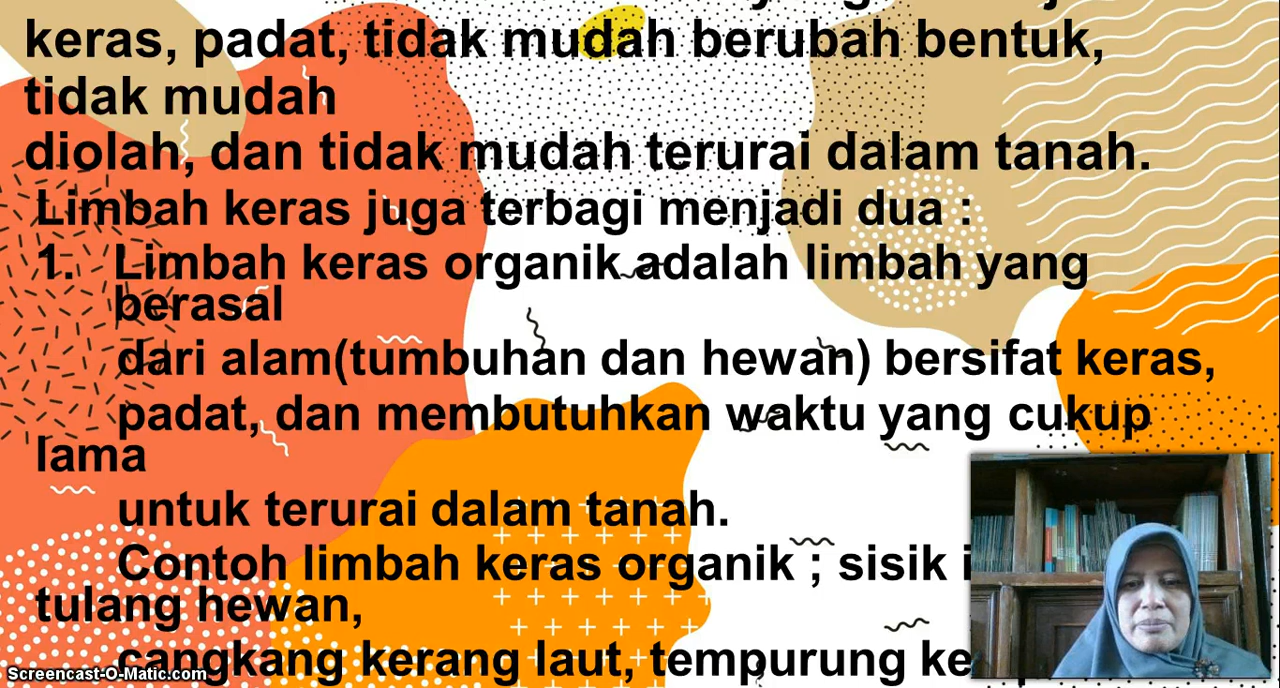 keras, padat, tidak mudah berubah bentuk,
tidak mudah
diolah, dan tidak mudah terurai dalam tanah.
Limbah keras juga terbagi menjadi dua :
1. Limbah keras organik adalah limbah yang
berasal
dari alam(tumbuhan dan hewan) bersifat keras,
padat, dan membutuhkan waktu yang cukup
lama
untuk terurai dalam tanah.
Contoh limbah keras organik ; sisik
tulang hewan,
cangkang kerang laut, tempurung
Screencast-O-Matic.com